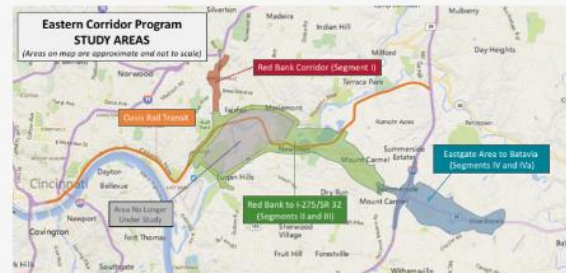 Eastern Corridor Program
STUDY AREAS
(Areas on map are approximate and not to scale)
Silverton
Madeira
Indian Hill
Mulberry
Day Heights
Milford
Norwood
Red Bank Corridor (Segment I)
Terrace Park
Oasis Rail Transit
Fairfax
Mariemont
Newtown
Summerside
Estates
Mount Carmel
Eastgate Area to Batavia
(Segments IV and IVa)
Cincinnati
Dayton
Bellevue
Area No Longer
Under Study
Red Bank to I-275/SR 32
(Segments II and III)
Dry Run
Sherwood
Village
Newport
Covington
Fort Thomas
Fruit Hill
Forestville
Withamsville
Southgate